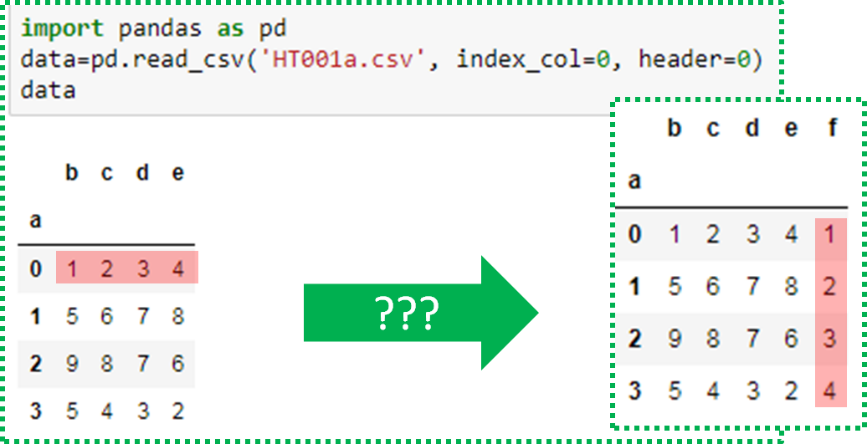 import pandas as pd
data=pd.read_csv('HT001a.csv', index_col=0, header=0)
data
b c d e
a
0 1 2 3 4
1 5 6 7 8
2 9 8 7 6
3 5 4 3 2
???
b c d e f
a
0 1 2 3 4 1
1 5 6 7 8 2
2 9 8 7 6 3
3 5 4 3 2 4